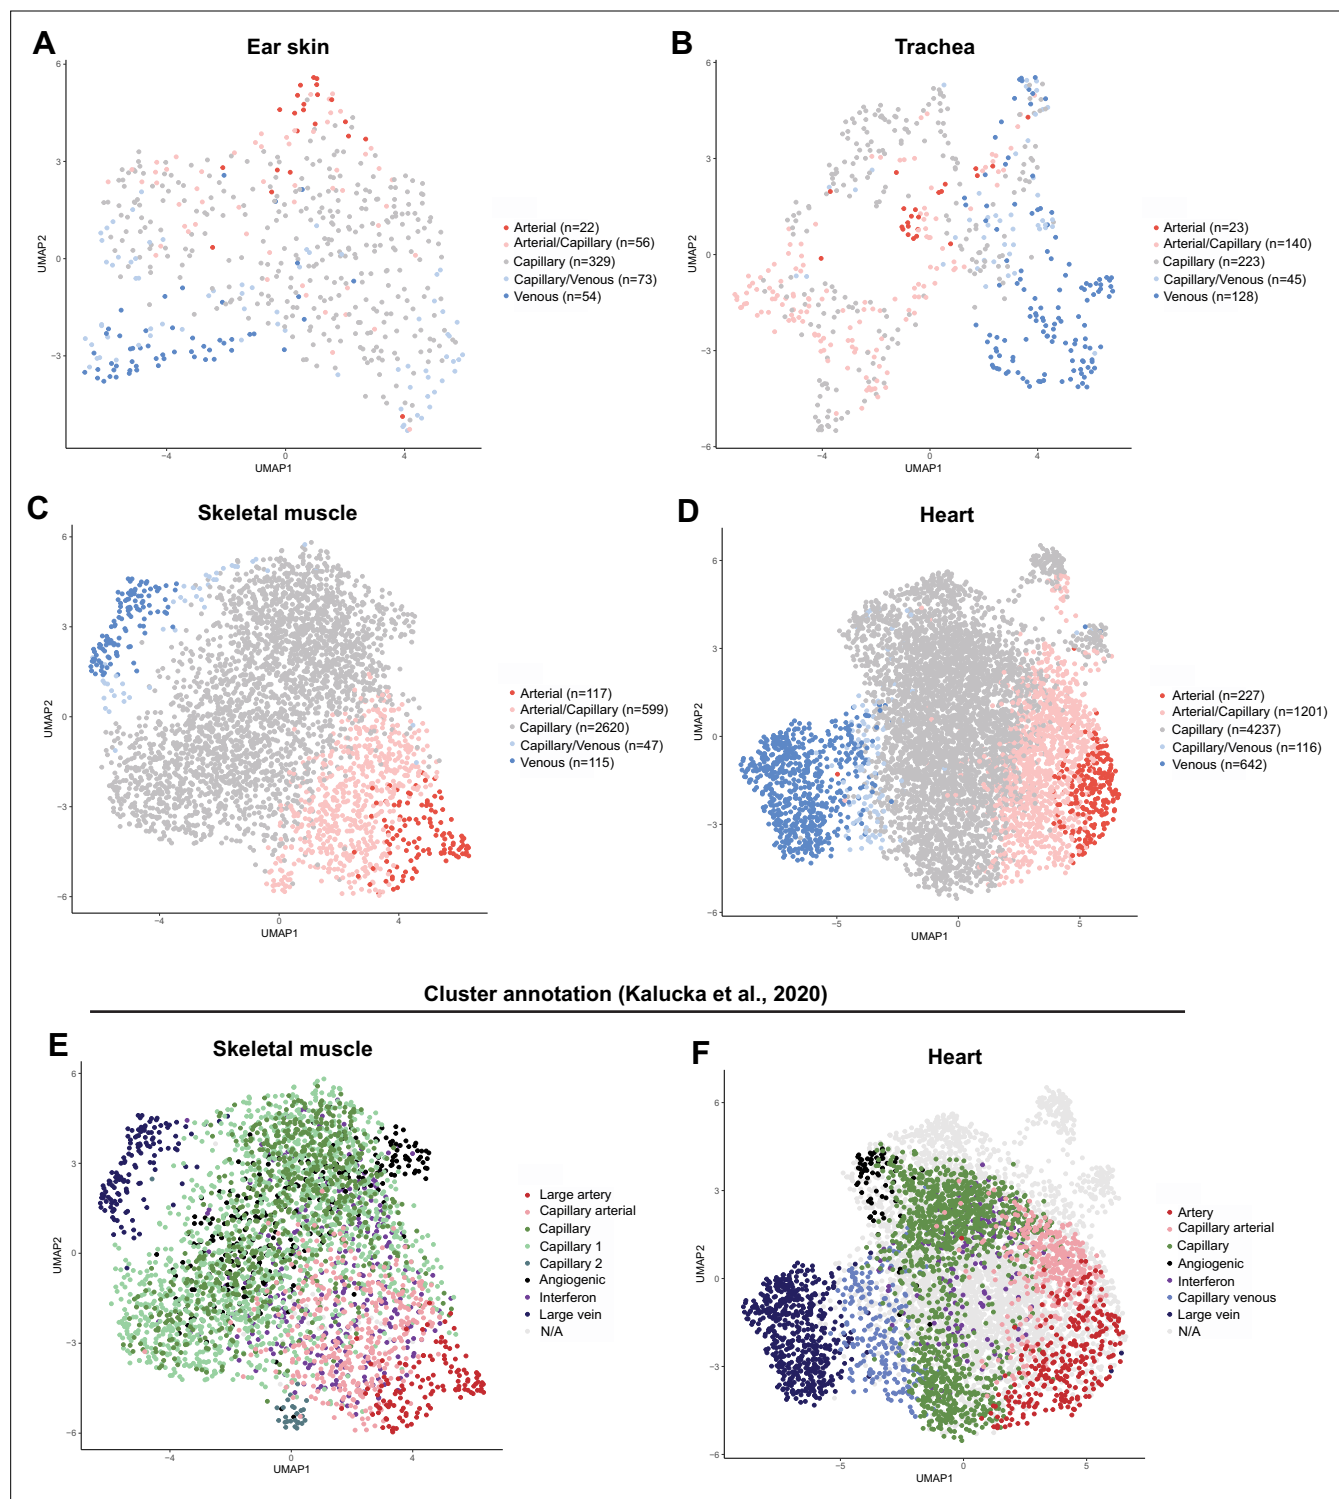 A
Ear skin
6
3
0
−3
−4
0
4
UMAP2
UMAP1
Arterial (n=22)
Arterial/Capillary (n=56)
Capillary (n=329)
Capillary/Venous (n=73)
Venous (n=54)
B
Trachea
6
3
0
−3
−6
−4
0
4
UMAP2
UMAP1
Arterial (n=23)
Arterial/Capillary (n=140)
Capillary (n=223)
Capillary/Venous (n=45)
Venous (n=128)
C
Skeletal muscle
6
3
0
−3
−6
−4
0
4
UMAP2
UMAP1
Arterial (n=117)
Arterial/Capillary (n=599)
Capillary (n=2620)
Capillary/Venous (n=47)
Venous (n=115)
D
Heart
6
3
0
−3
−6
−5
0
5
UMAP2
UMAP1
Arterial (n=227)
Arterial/Capillary (n=1201)
Capillary (n=4237)
Capillary/Venous (n=116)
Venous (n=642)
Cluster annotation (Kalucka et al., 2020)
E
Skeletal muscle
6
3
0
−3
−6
−4
0
4
UMAP2
UMAP1
Large artery
Capillary arterial
Capillary
Capillary 1
Capillary 2
Angiogenic
Interferon
Large vein
N/A
F
Heart
6
3
0
−3
−6
−5
0
5
UMAP2
UMAP1
Artery
Capillary arterial
Capillary
Angiogenic
Interferon
Capillary venous
Large vein
N/A